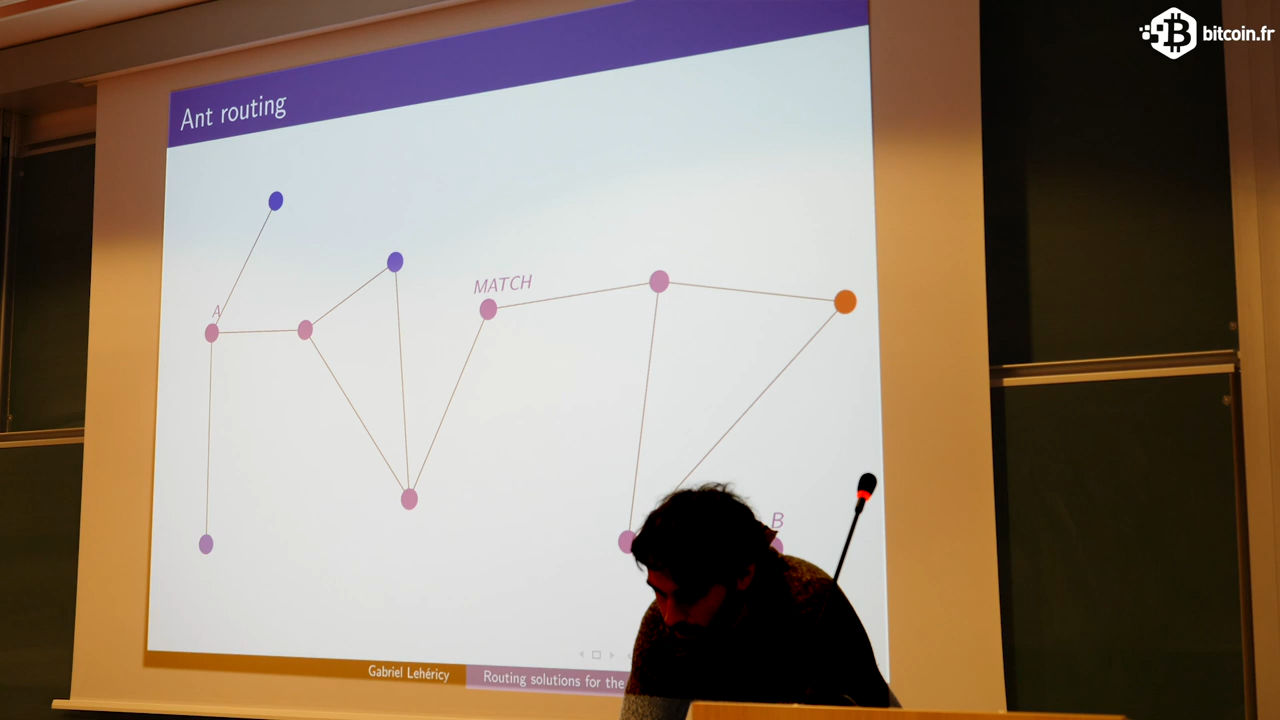 bitcoin.fr
Ant routing
A
MATCH
B
Gabriel Lehéricy
Routing solutions for the